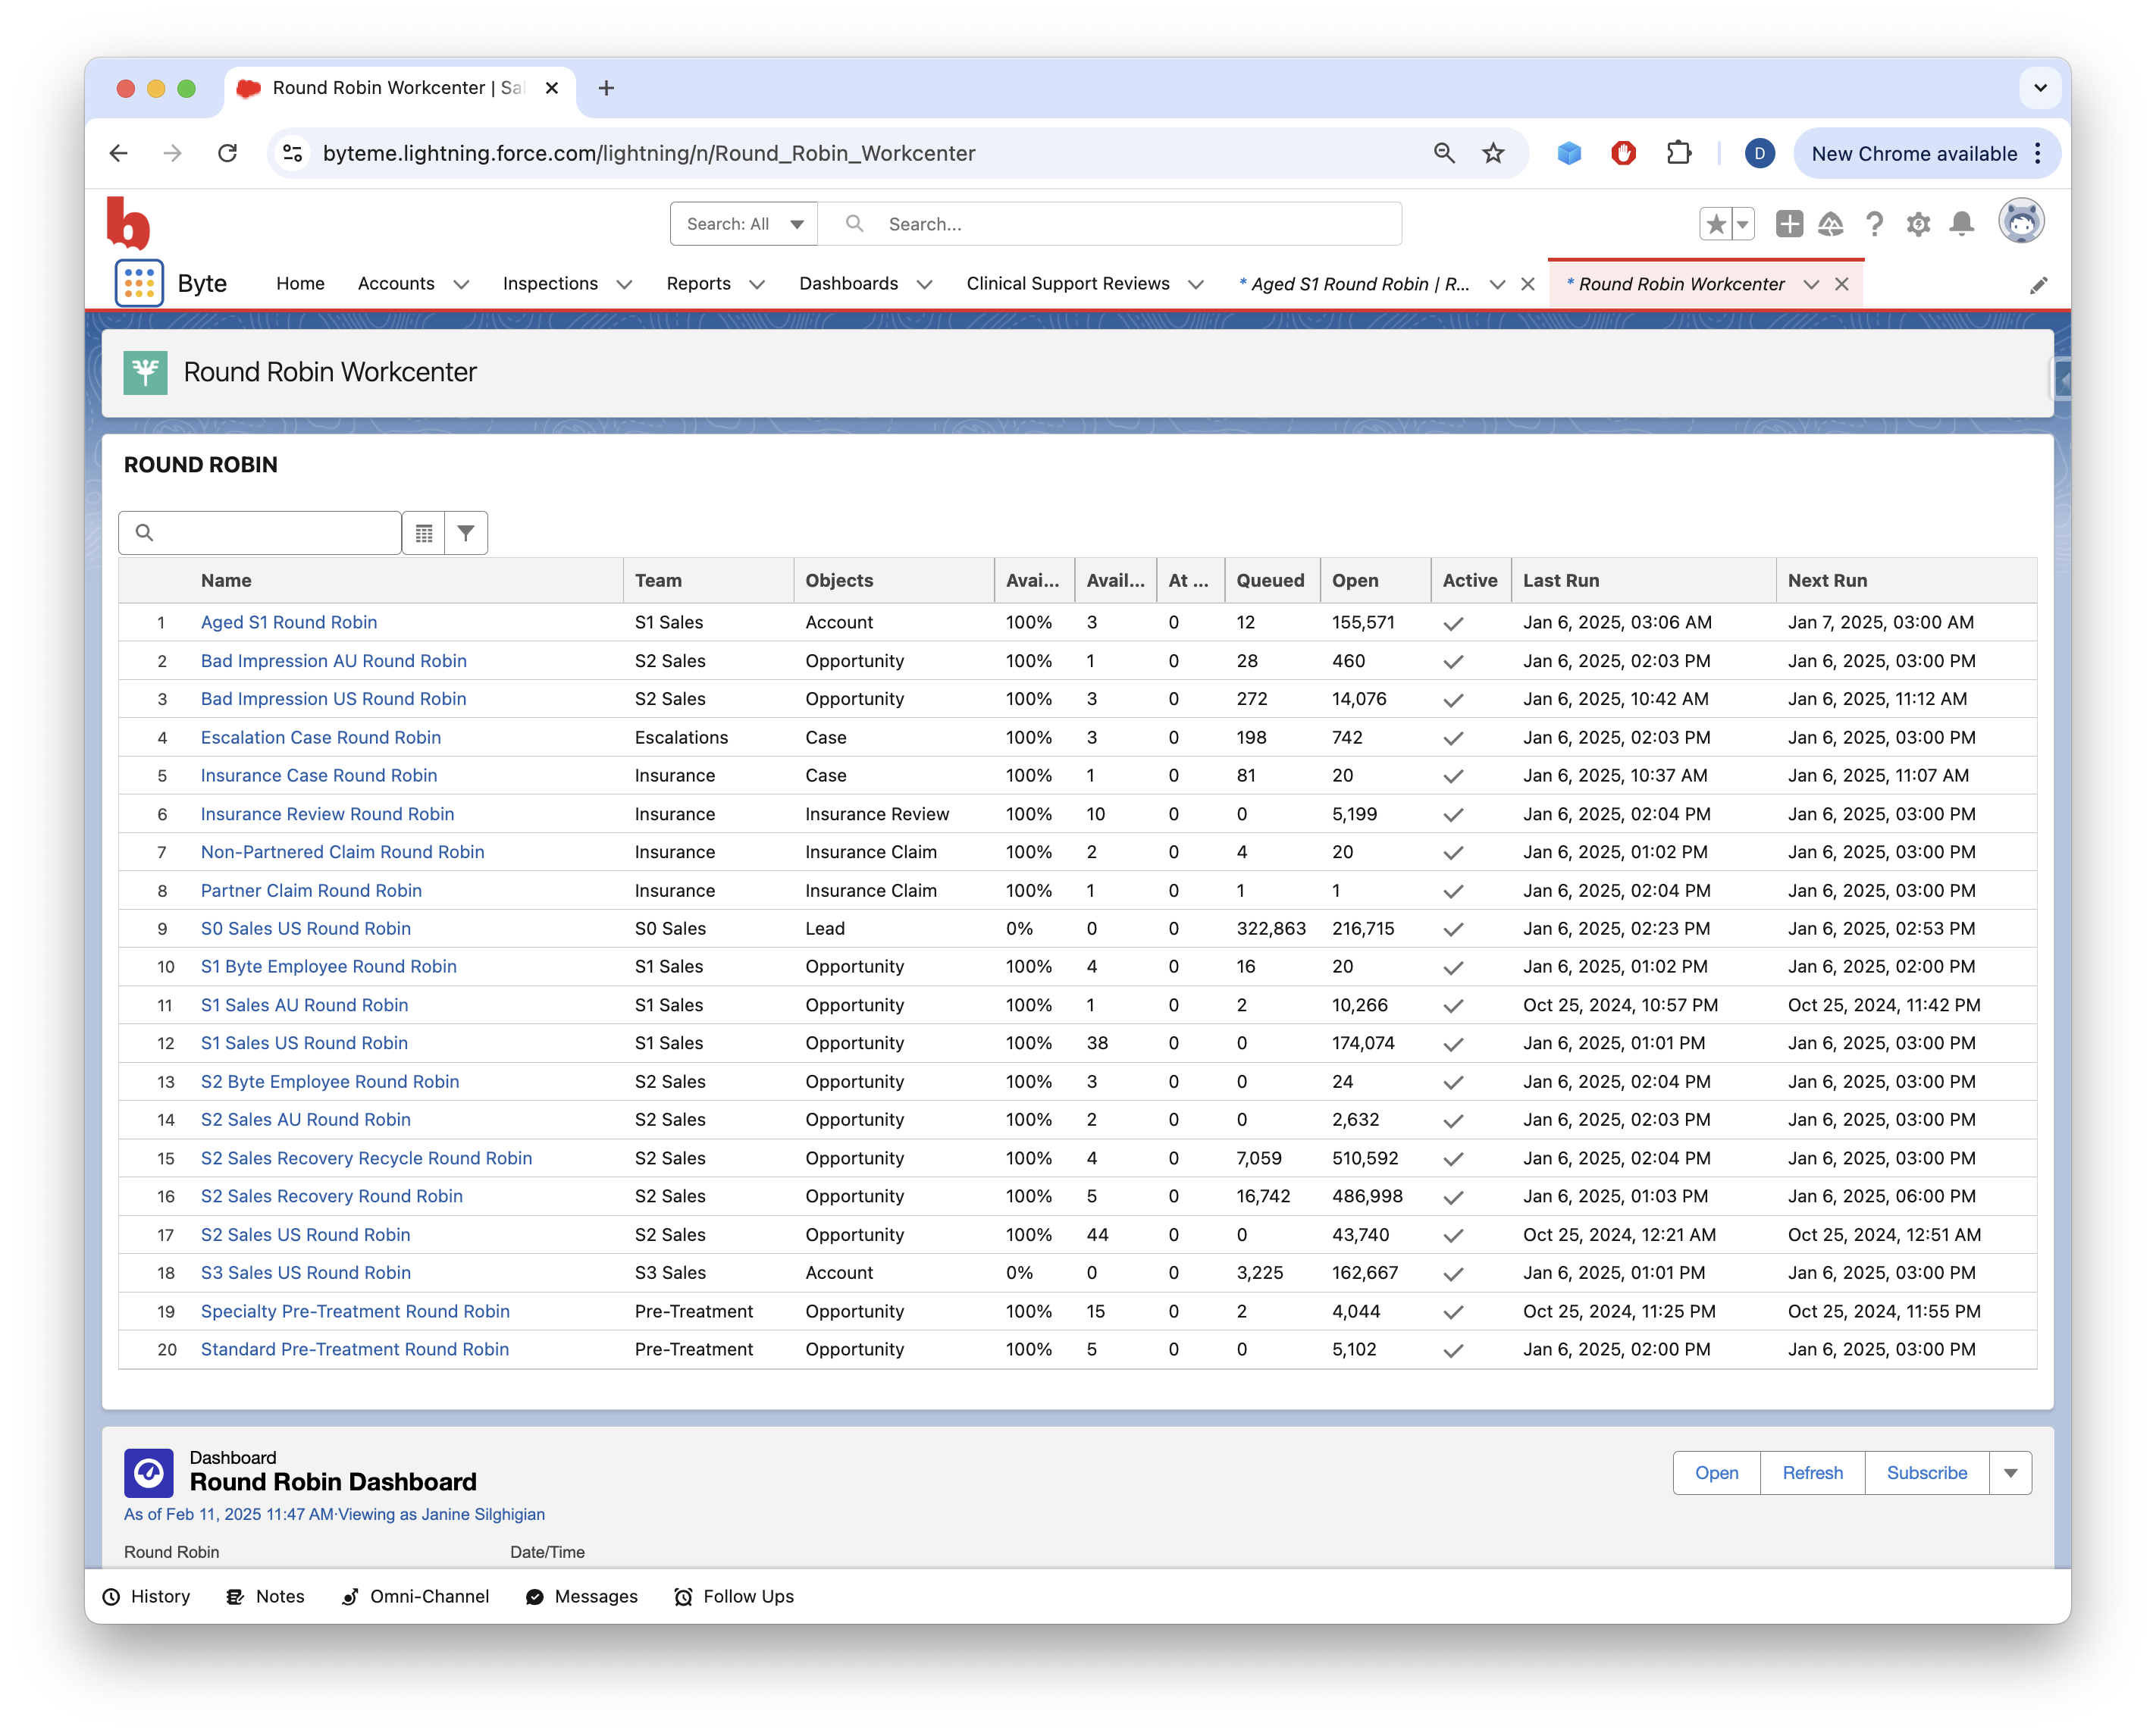 Round Robin Workcenter | Sal
byteme.lightning.force.com/lightning/n/Round_Robin_Workcenter
D
New Chrome available
b
Search: All
Search...
Byte
Home
Accounts
Inspections
Reports
Dashboards
Clinical Support Reviews
* Aged S1 Round Robin | R...
* Round Robin Workcenter
Round Robin Workcenter
ROUND ROBIN
Name Team Objects Avai... Avail... At ... Queued Open Active Last Run Next Run
1 Aged S1 Round Robin S1 Sales Account 100% 3 0 12 155,571 Jan 6, 2025, 03:06 AM Jan 7, 2025, 03:00 AM
2 Bad Impression AU Round Robin S2 Sales Opportunity 100% 1 0 28 460 Jan 6, 2025, 02:03 PM Jan 6, 2025, 03:00 PM
3 Bad Impression US Round Robin S2 Sales Opportunity 100% 3 0 272 14,076 Jan 6, 2025, 10:42 AM Jan 6, 2025, 11:12 AM
4 Escalation Case Round Robin Escalations Case 100% 3 0 198 742 Jan 6, 2025, 02:03 PM Jan 6, 2025, 03:00 PM
5 Insurance Case Round Robin Insurance Case 100% 1 0 81 20 Jan 6, 2025, 10:37 AM Jan 6, 2025, 11:07 AM
6 Insurance Review Round Robin Insurance Insurance Review 100% 10 0 0 5,199 Jan 6, 2025, 02:04 PM Jan 6, 2025, 03:00 PM
7 Non-Partnered Claim Round Robin Insurance Insurance Claim 100% 2 0 4 20 Jan 6, 2025, 01:02 PM Jan 6, 2025, 03:00 PM
8 Partner Claim Round Robin Insurance Insurance Claim 100% 1 0 1 1 Jan 6, 2025, 02:04 PM Jan 6, 2025, 03:00 PM
9 S0 Sales US Round Robin S0 Sales Lead 0% 0 0 322,863 216,715 Jan 6, 2025, 02:23 PM Jan 6, 2025, 02:53 PM
10 S1 Byte Employee Round Robin S1 Sales Opportunity 100% 4 0 16 20 Jan 6, 2025, 01:02 PM Jan 6, 2025, 02:00 PM
11 S1 Sales AU Round Robin S1 Sales Opportunity 100% 1 0 2 10,266 Oct 25, 2024, 10:57 PM Oct 25, 2024, 11:42 PM
12 S1 Sales US Round Robin S1 Sales Opportunity 100% 38 0 0 174,074 Jan 6, 2025, 01:01 PM Jan 6, 2025, 03:00 PM
13 S2 Byte Employee Round Robin S2 Sales Opportunity 100% 3 0 0 24 Jan 6, 2025, 02:04 PM Jan 6, 2025, 03:00 PM
14 S2 Sales AU Round Robin S2 Sales Opportunity 100% 2 0 0 2,632 Jan 6, 2025, 02:03 PM Jan 6, 2025, 03:00 PM
15 S2 Sales Recovery Recycle Round Robin S2 Sales Opportunity 100% 4 0 7,059 510,592 Jan 6, 2025, 02:04 PM Jan 6, 2025, 03:00 PM
16 S2 Sales Recovery Round Robin S2 Sales Opportunity 100% 5 0 16,742 486,998 Jan 6, 2025, 01:03 PM Jan 6, 2025, 06:00 PM
17 S2 Sales US Round Robin S2 Sales Opportunity 100% 44 0 0 43,740 Oct 25, 2024, 12:21 AM Oct 25, 2024, 12:51 AM
18 S3 Sales US Round Robin S3 Sales Account 0% 0 0 3,225 162,667 Jan 6, 2025, 01:01 PM Jan 6, 2025, 03:00 PM
19 Specialty Pre-Treatment Round Robin Pre-Treatment Opportunity 100% 15 0 2 4,044 Oct 25, 2024, 11:25 PM Oct 25, 2024, 11:55 PM
20 Standard Pre-Treatment Round Robin Pre-Treatment Opportunity 100% 5 0 0 5,102 Jan 6, 2025, 02:00 PM Jan 6, 2025, 03:00 PM
Dashboard
Round Robin Dashboard
As of Feb 11, 2025 11:47 AM·Viewing as Janine Silghigian
Open
Refresh
Subscribe
Round Robin
Date/Time
History
Notes
Omni-Channel
Messages
Follow Ups